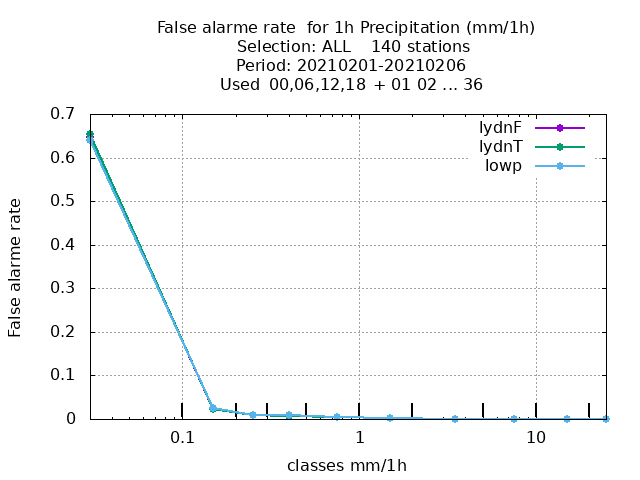 False alarme rate  for 1h Precipitation (mm/1h)
Selection: ALL    140 stations
Period: 20210201-20210206
Used 00,06,12,18 + 01 02 ... 36
lydnF
lydnT
lowp
0.7
0.6
0.5
0.4
0.3
0.2
0.1
0
False alarme rate
0.1
1
10
classes mm/1h